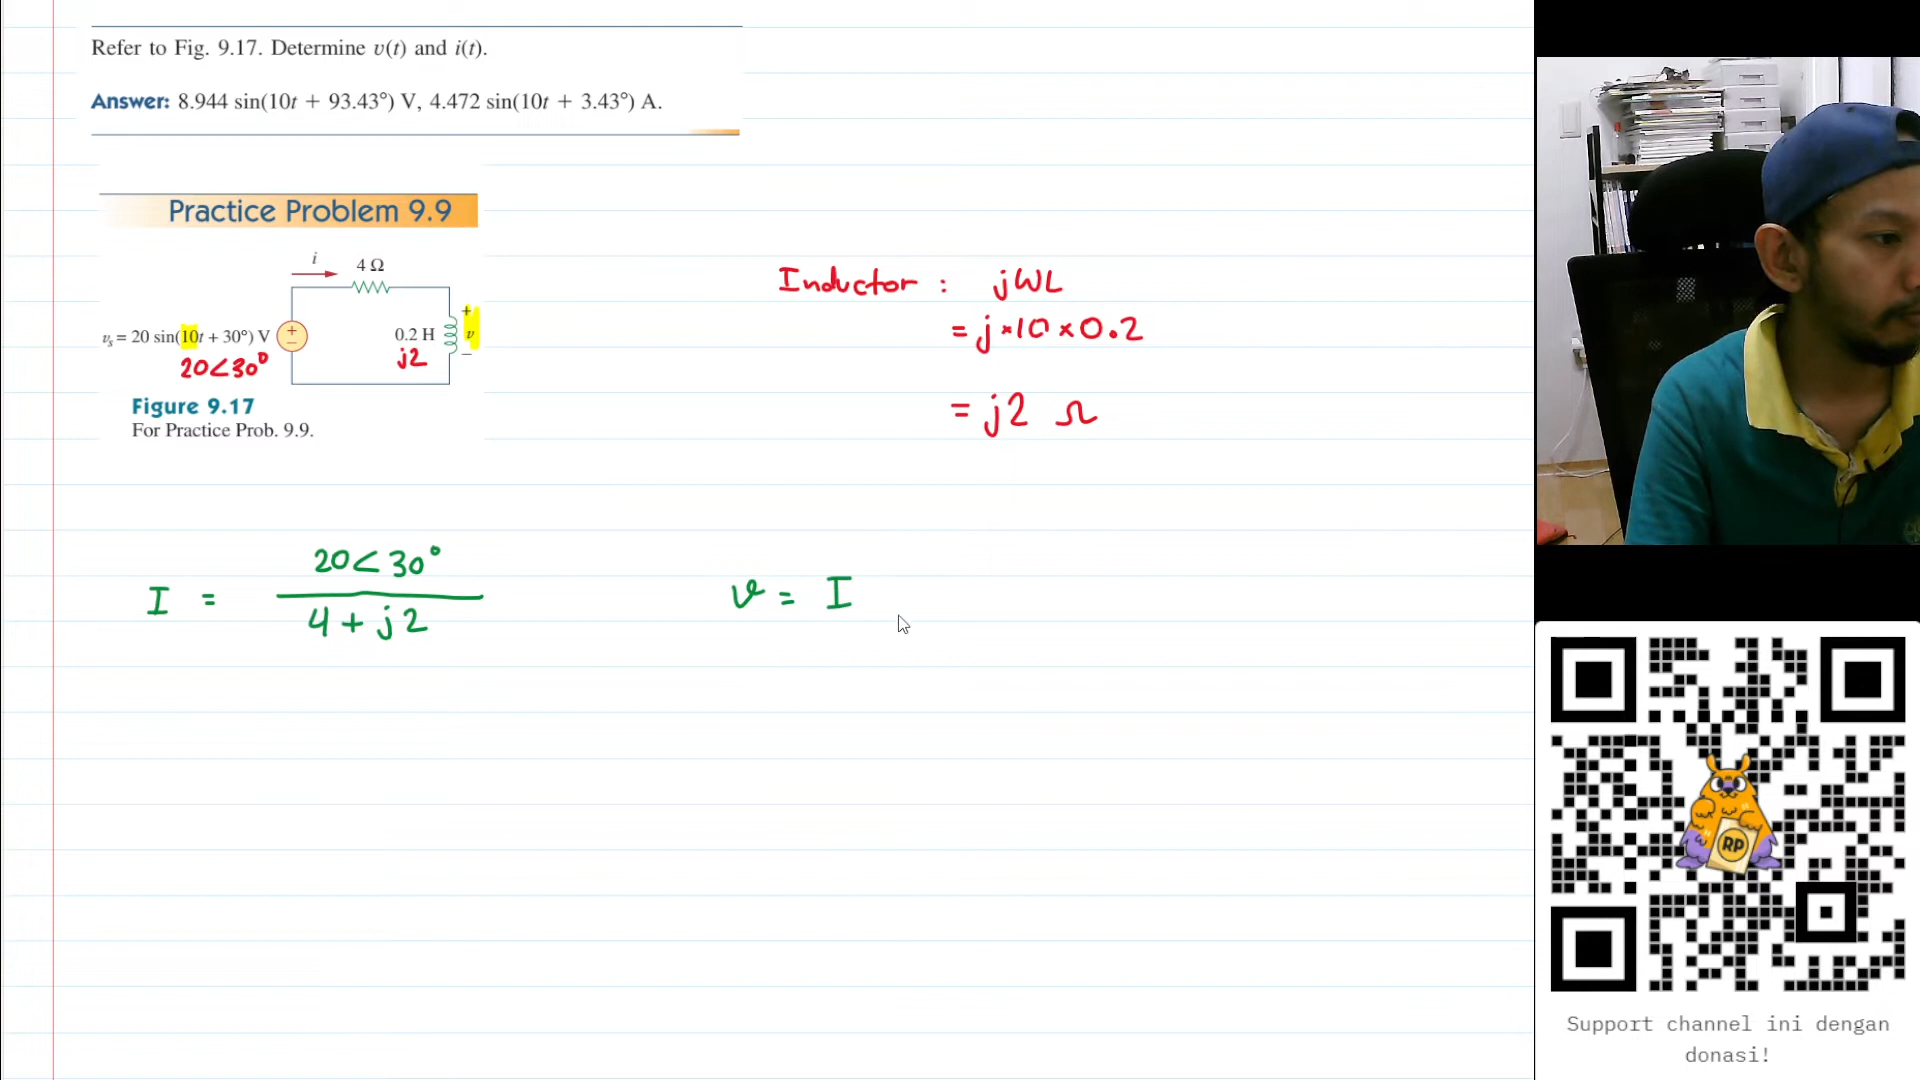 Refer to Fig. 9.17. Determine v(t) and i(t).
Answer: 8.944 sin(10t + 93.43°) V, 4.472 sin(10t + 3.43°) A.
Practice Problem 9.9
i
4 Ω
+
vs = 20 sin(10t + 30°) V
+
−
0.2 H
v
20<30°
j2
−
Figure 9.17
For Practice Prob. 9.9.
Inductor : jWL
= j×10×0.2
= j2 Ω
I = 20<30° / 4 + j2
v = I
RP
Support channel ini dengan
donasi!